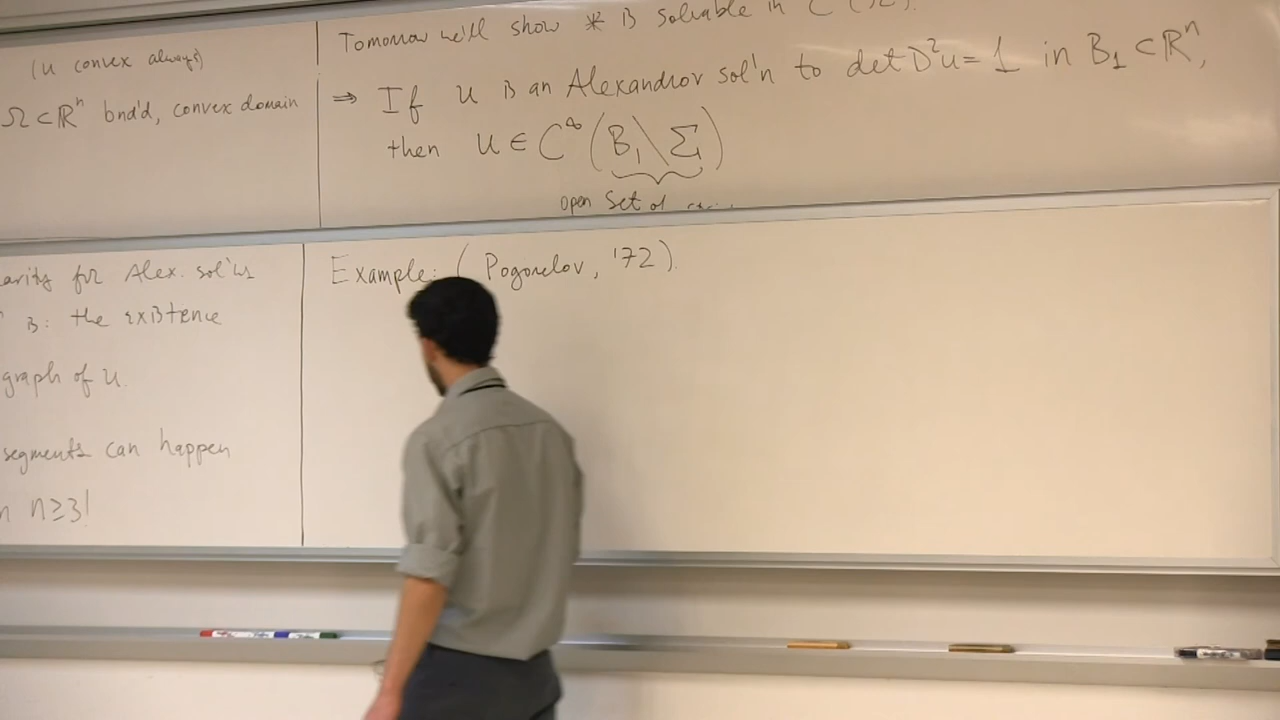 (u convex always)
Ω⊂ℝⁿ bnd'd, convex domain
Tomorrow we'll show * is solvable in
⇒ If u is an Alexandrov sol'n to det D²u = 1 in B₁ ⊂ ℝⁿ,
then u ∈ C^∞(B₁\Σ)
open set of
arity for Alex. sol'ns
is: the existence
graph of u.
segments can happen
n ≥ 3!
Example: (Pogorelov, '72).